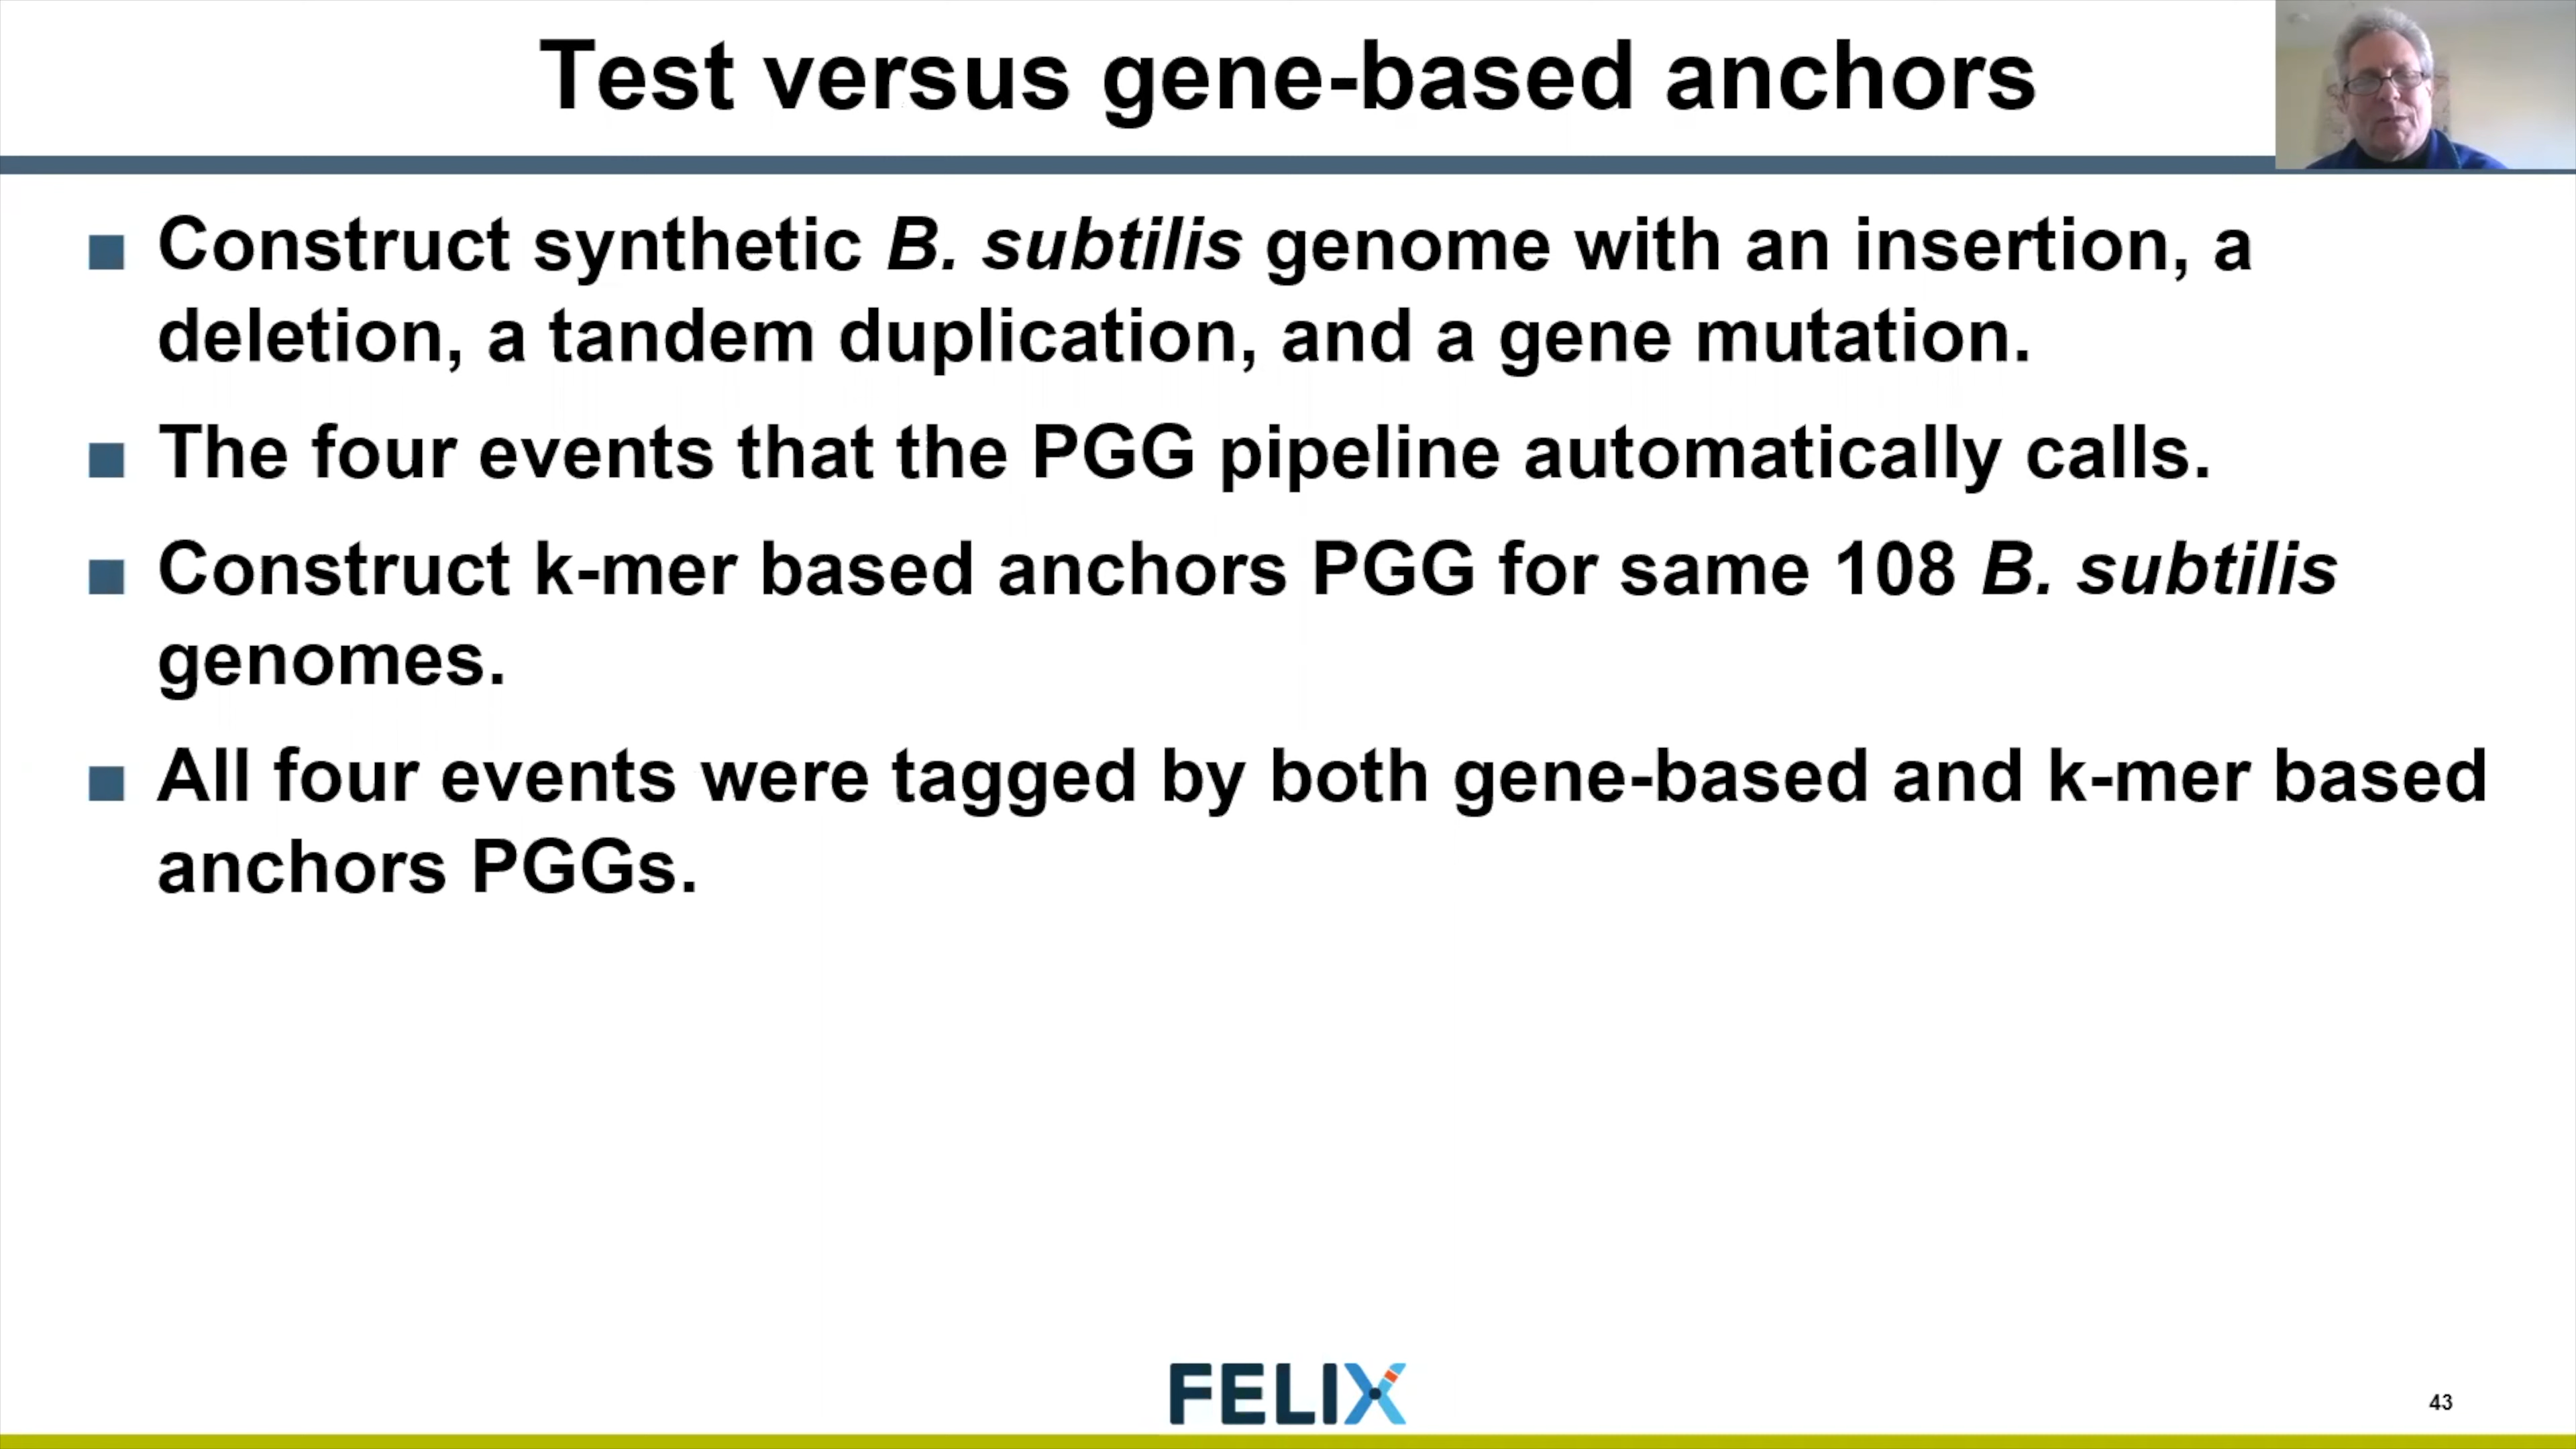 Test versus gene-based anchors
Construct synthetic B. subtilis genome with an insertion, a
deletion, a tandem duplication, and a gene mutation.
The four events that the PGG pipeline automatically calls.
Construct k-mer based anchors PGG for same 108 B. subtilis
genomes.
All four events were tagged by both gene-based and k-mer based
anchors PGGs.
FELIX
43